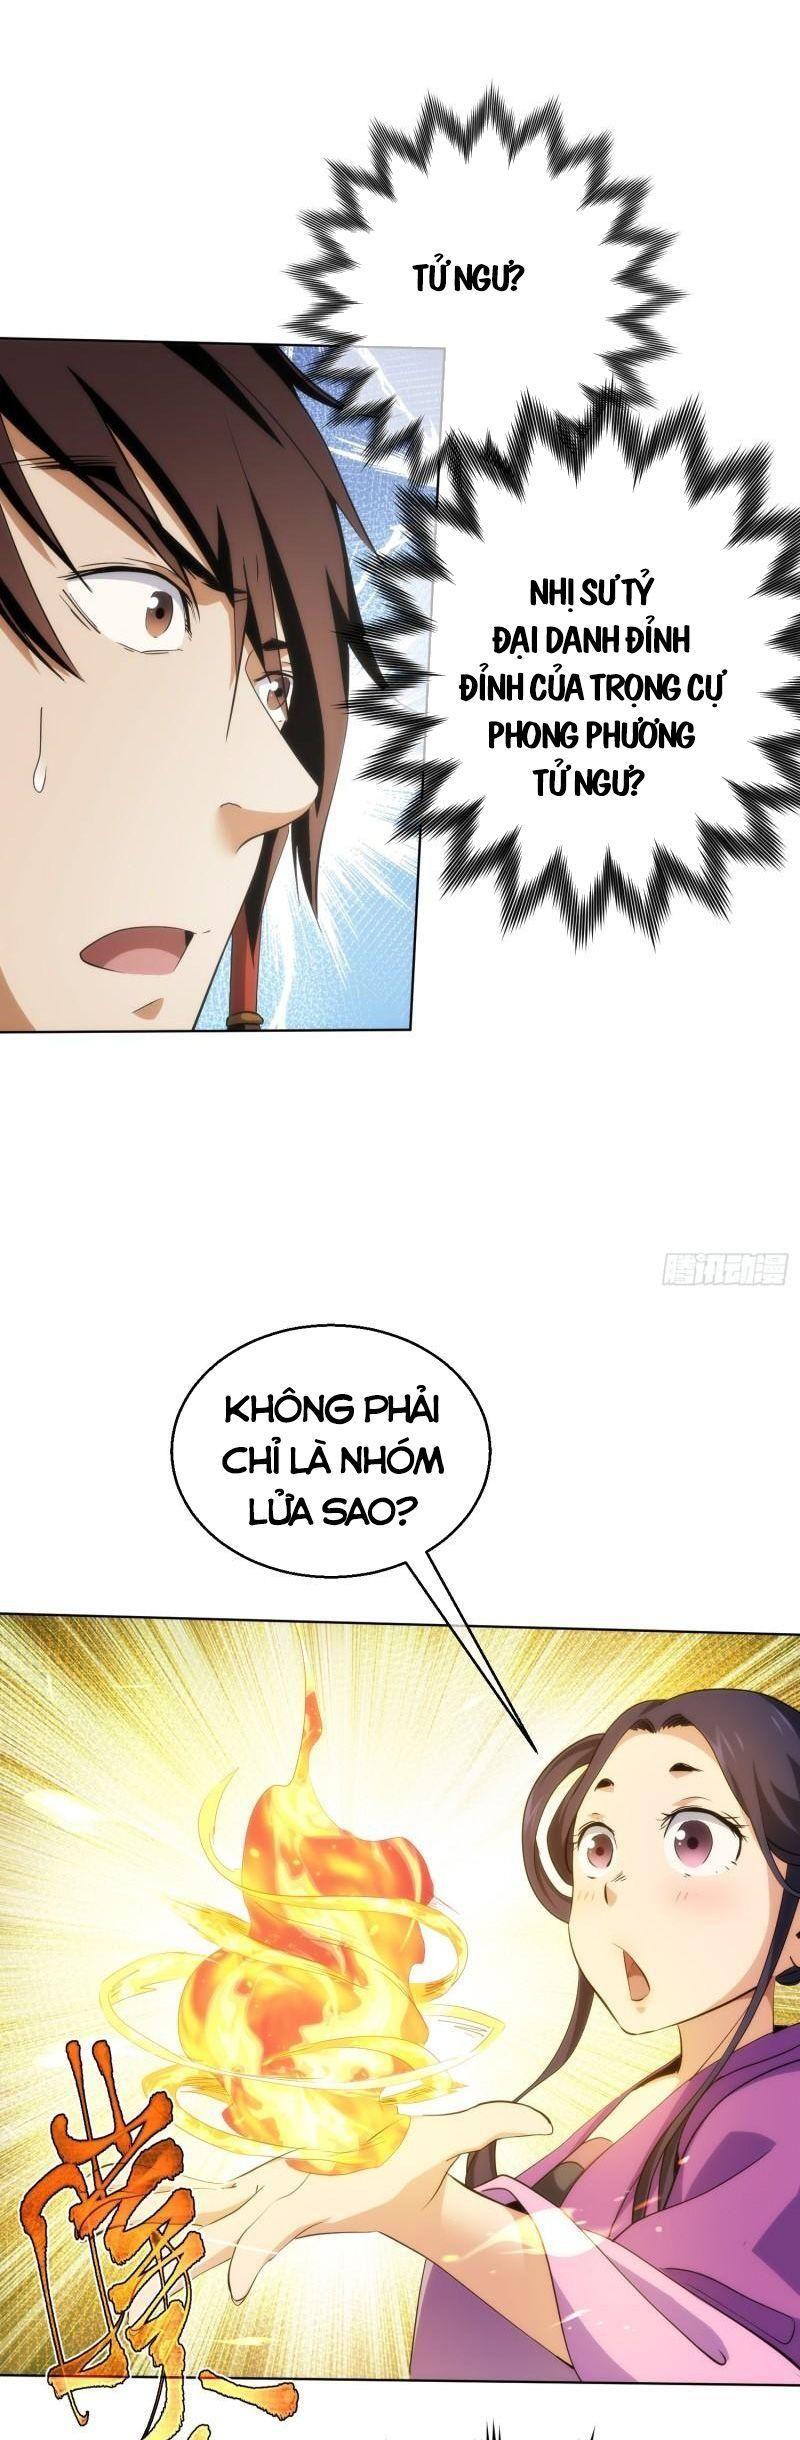 TỬ NGƯ?
NHỊ SƯ TỶ
ĐẠI DANH ĐỈNH
ĐỈNH CỦA TRỌNG CỰ
PHONG PHƯƠNG
TỬ NGƯ?
腾讯动漫
KHÔNG PHẢI
CHỈ LÀ NHÓM
LỬA SAO?